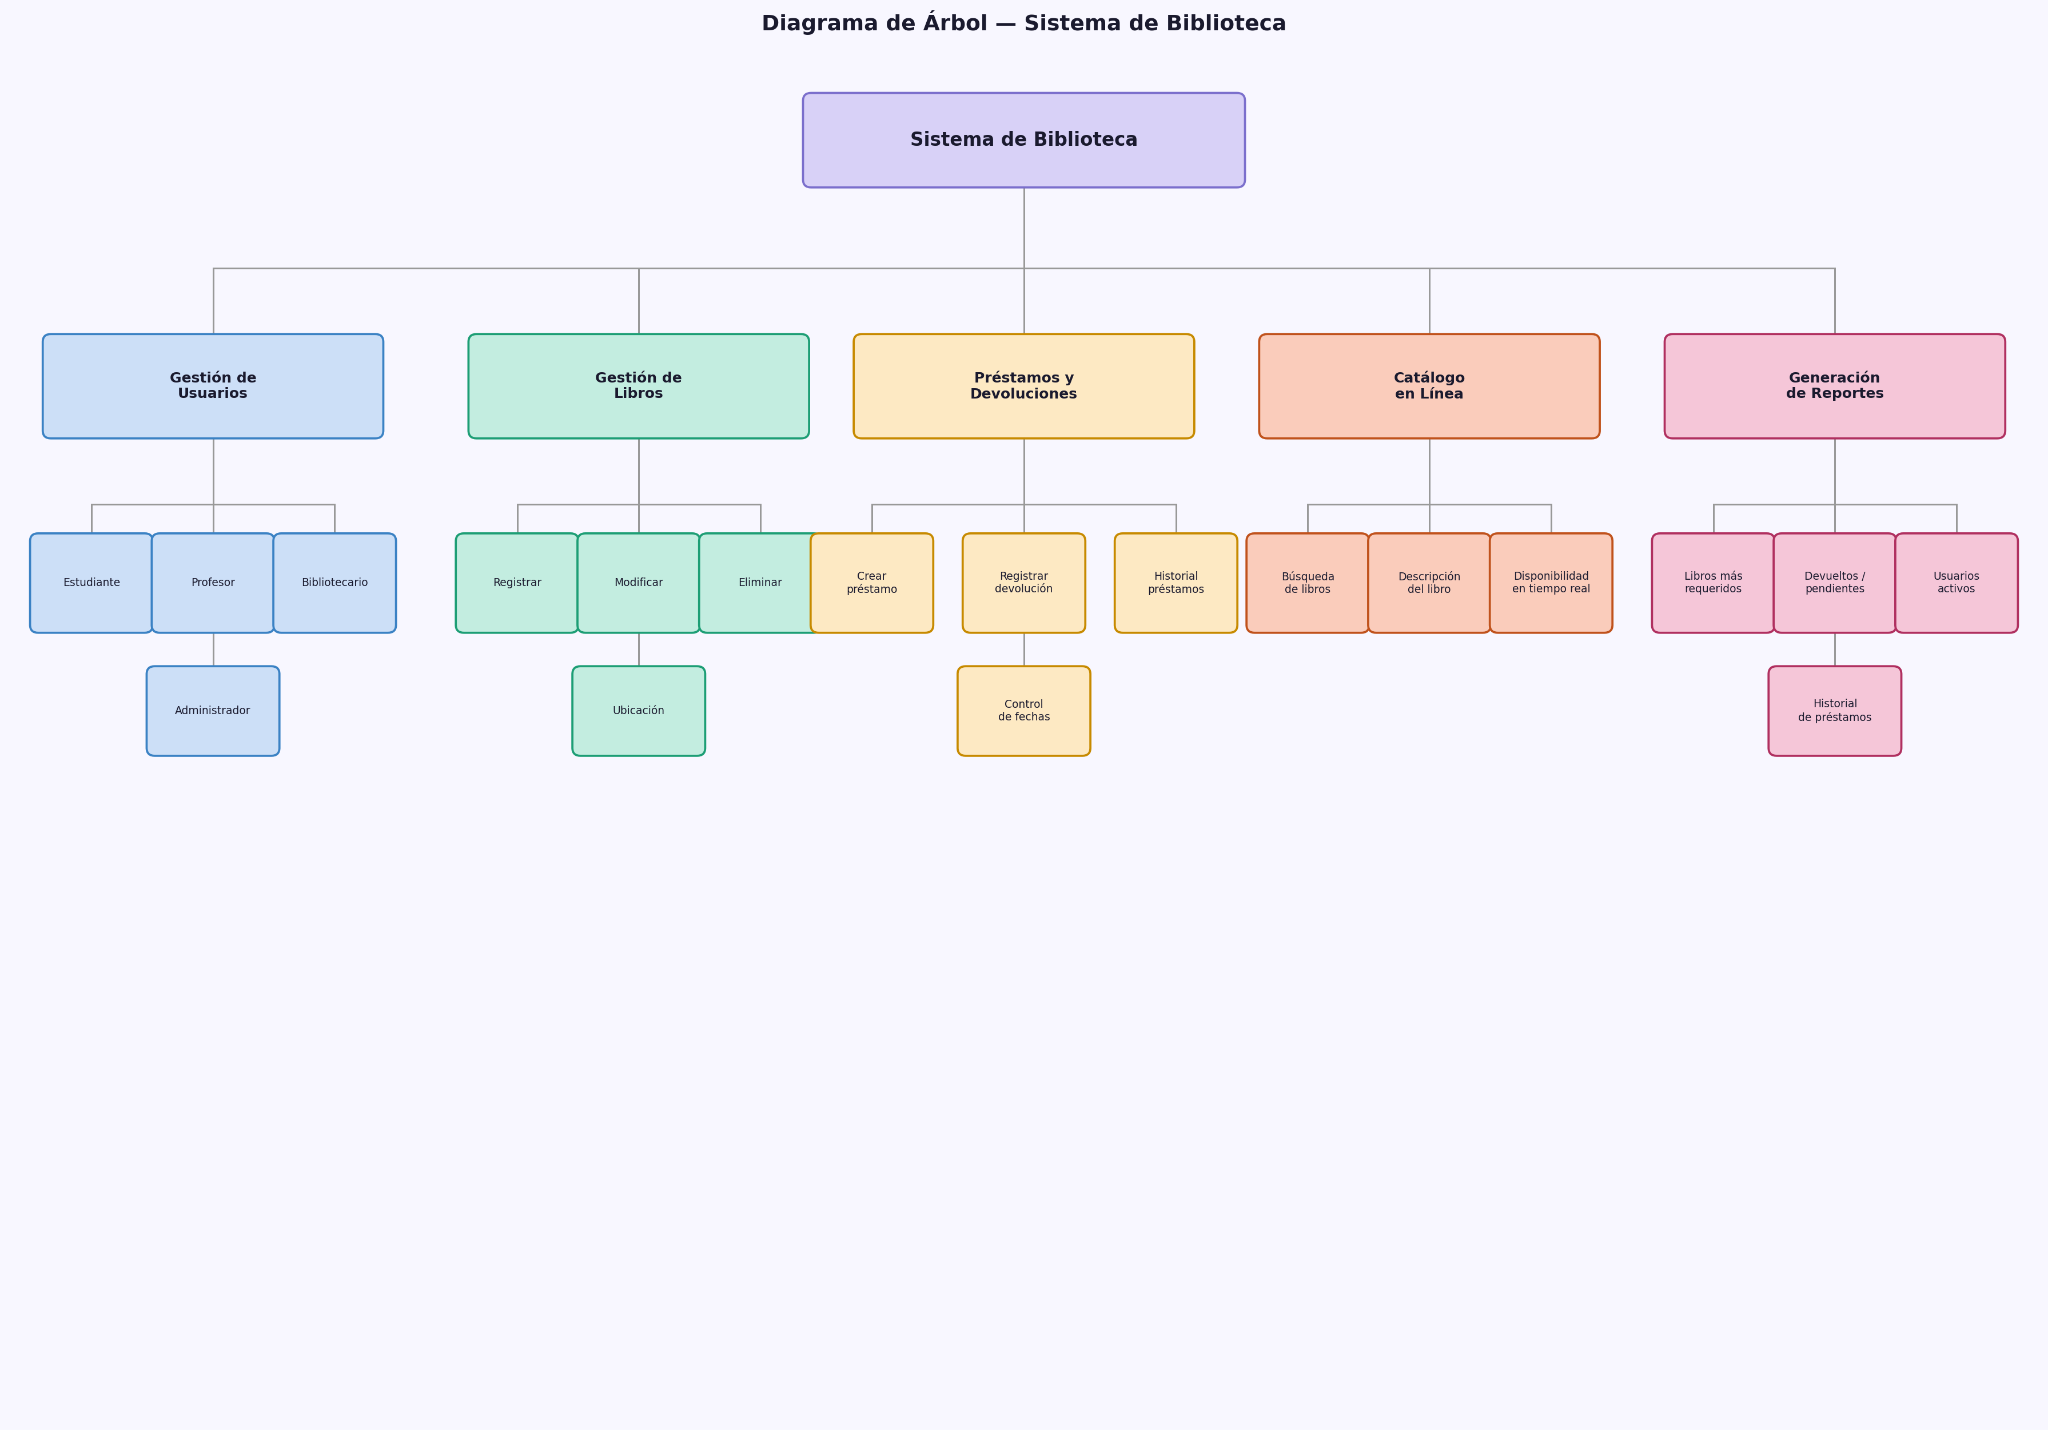 Diagrama de Árbol — Sistema de Biblioteca
Sistema de Biblioteca
Gestión de
Usuarios
Gestión de
Libros
Préstamos y
Devoluciones
Catálogo
en Línea
Generación
de Reportes
Estudiante
Profesor
Bibliotecario
Registrar
Modificar
Eliminar
Crear
préstamo
Registrar
devolución
Historial
préstamos
Búsqueda
de libros
Descripción
del libro
Disponibilidad
en tiempo real
Libros más
requeridos
Devueltos /
pendientes
Usuarios
activos
Administrador
Ubicación
Control
de fechas
Historial
de préstamos